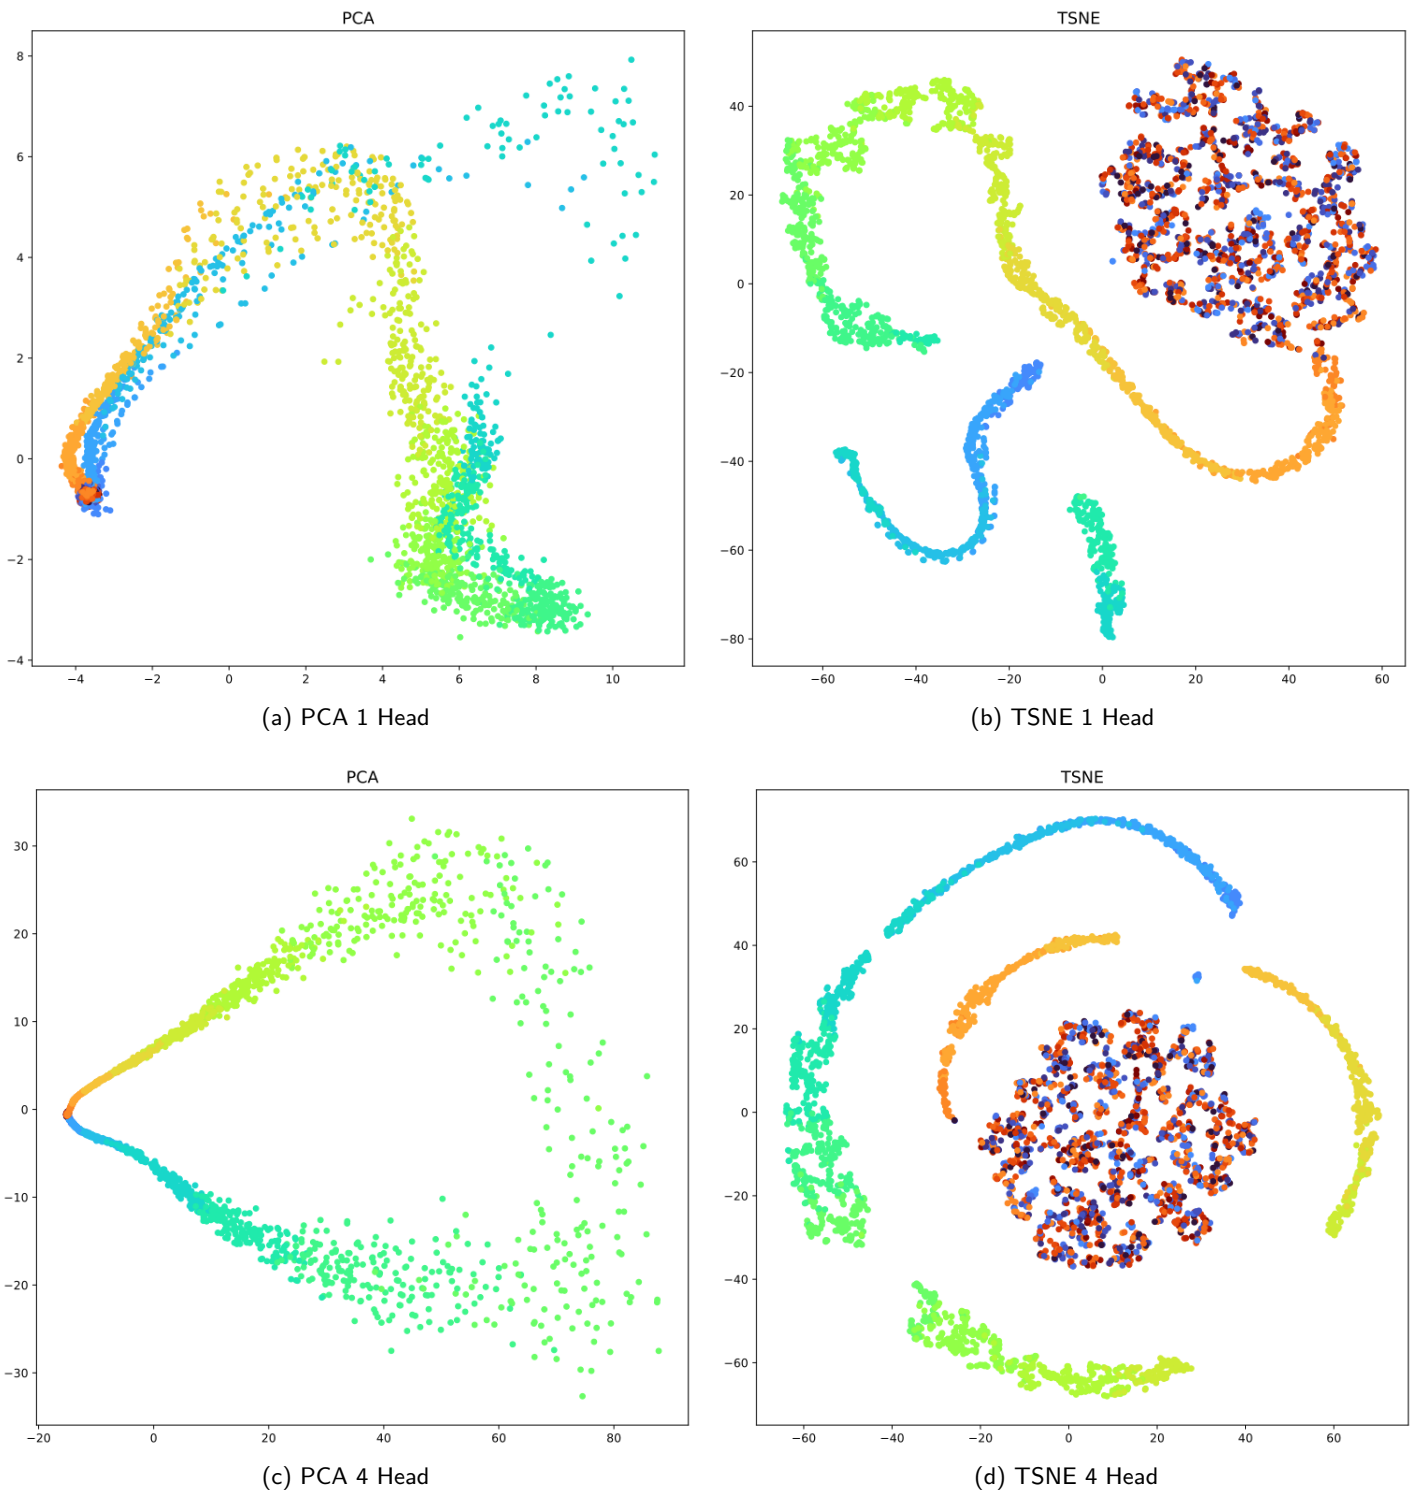 PCA
8
6
4
2
0
−2
−4
−4 −2 0 2 4 6 8 10
(a) PCA 1 Head
TSNE
40
20
0
−20
−40
−60
−80
−60 −40 −20 0 20 40 60
(b) TSNE 1 Head
PCA
30
20
10
0
−10
−20
−30
−20 0 20 40 60 80
(c) PCA 4 Head
TSNE
60
40
20
0
−20
−40
−60
−60 −40 −20 0 20 40 60
(d) TSNE 4 Head